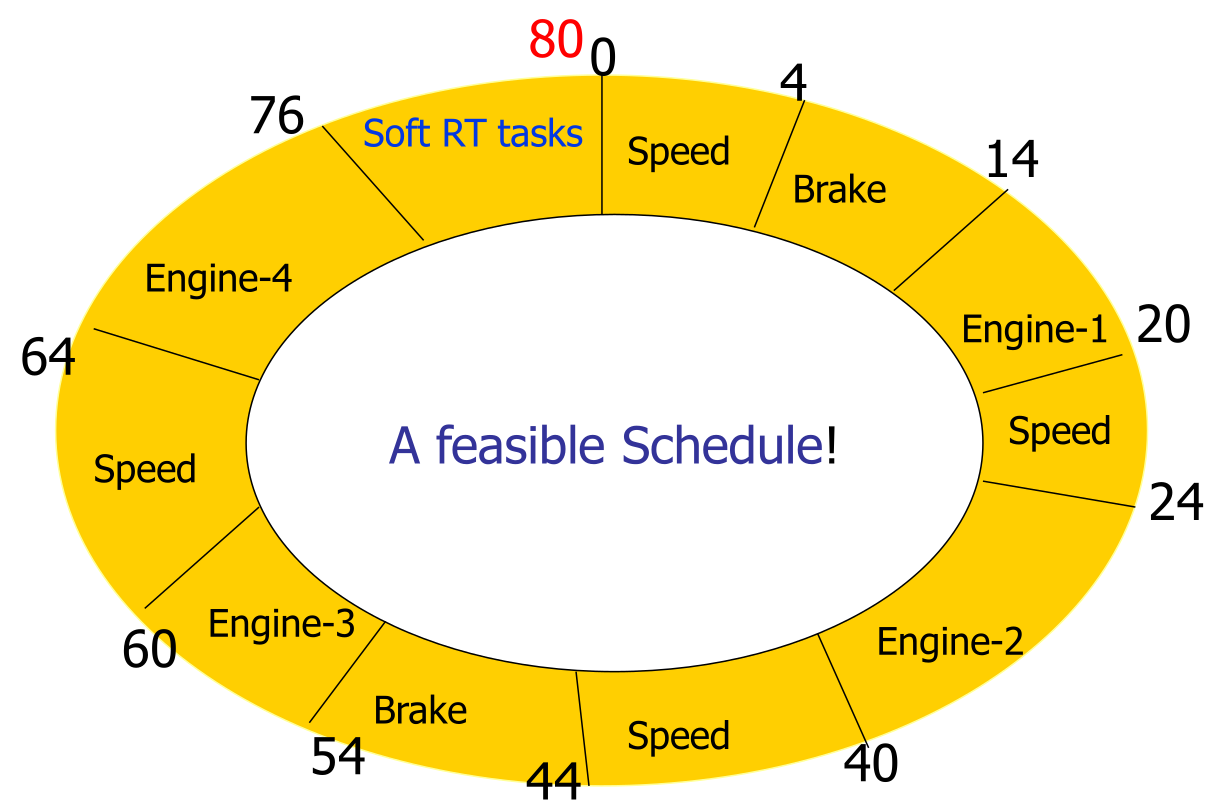 80
0
4
76
Soft RT tasks
Speed
14
Brake
Engine-4
20
Engine-1
64
A feasible Schedule!
Speed
Speed
24
Engine-3
Engine-2
60
Brake
Speed
54
44
40